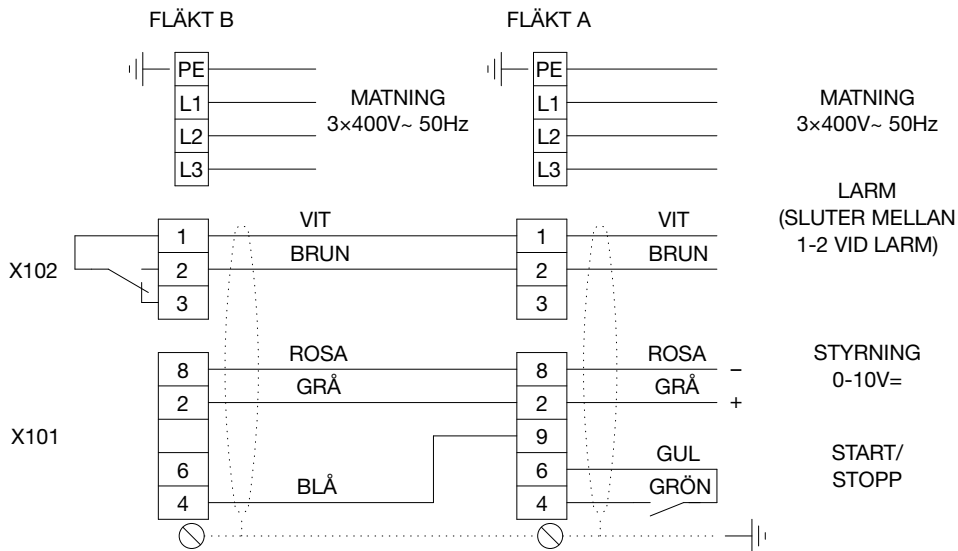 FLÄKT B
FLÄKT A
PE
L1
L2
L3
MATNING
3×400V~ 50Hz
PE
L1
L2
L3
MATNING
3×400V~ 50Hz
LARM
(SLUTER MELLAN
1-2 VID LARM)
X102
1
2
3
VIT
BRUN
1
2
3
VIT
BRUN
X101
8
2
6
4
ROSA
GRÅ
BLÅ
8
2
9
6
4
ROSA –
GRÅ +
GUL
GRÖN
STYRNING
0-10V=
START/
STOPP